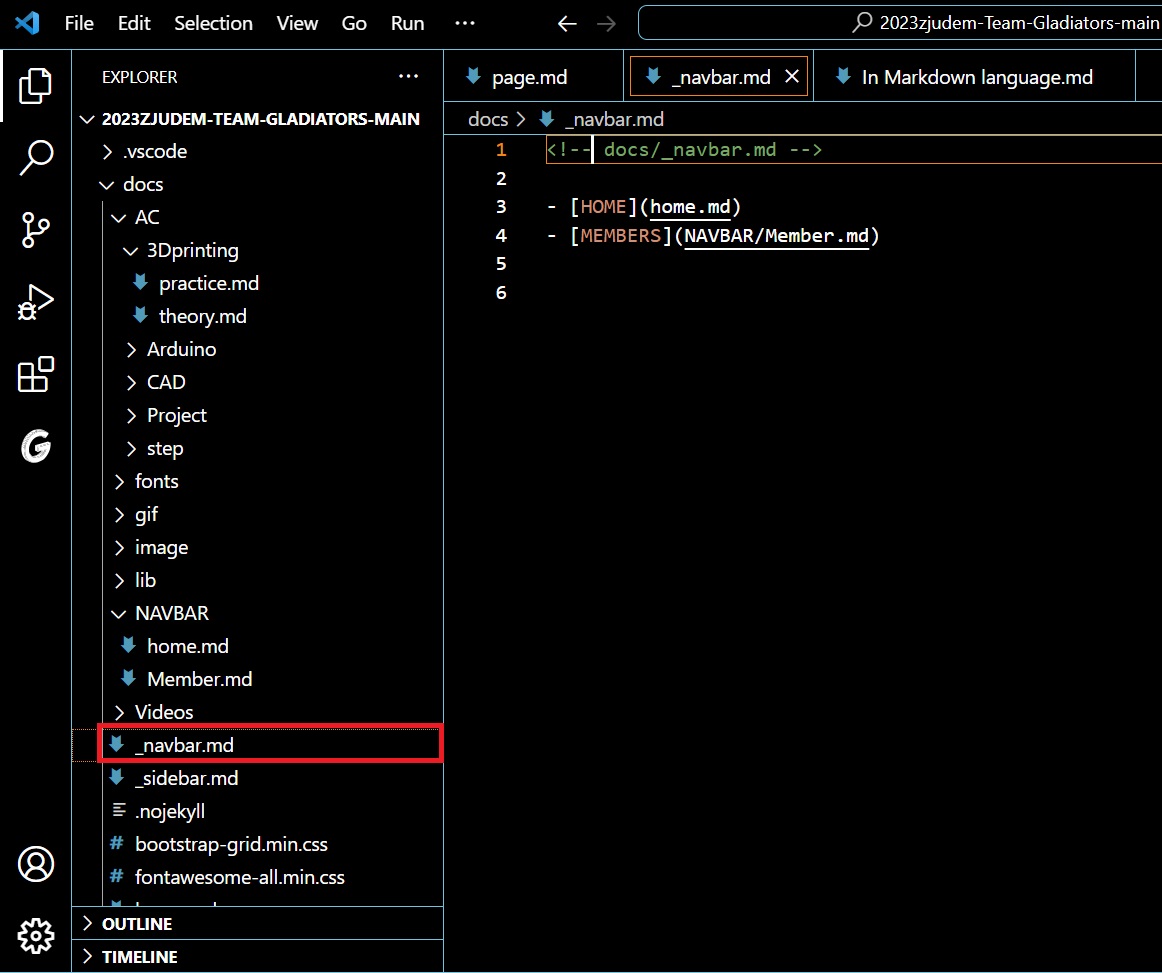 File Edit Selection View Go Run ···
2023zjudem-Team-Gladiators-main
EXPLORER
2023ZJUDEM-TEAM-GLADIATORS-MAIN
.vscode
docs
AC
3Dprinting
practice.md
theory.md
Arduino
CAD
Project
step
fonts
gif
image
lib
NAVBAR
home.md
Member.md
Videos
_navbar.md
_sidebar.md
.nojekyll
bootstrap-grid.min.css
fontawesome-all.min.css
OUTLINE
TIMELINE
page.md _navbar.md In Markdown language.md
docs > _navbar.md
1 <!-- docs/_navbar.md -->
2
3 - [HOME](home.md)
4 - [MEMBERS](NAVBAR/Member.md)
5
6